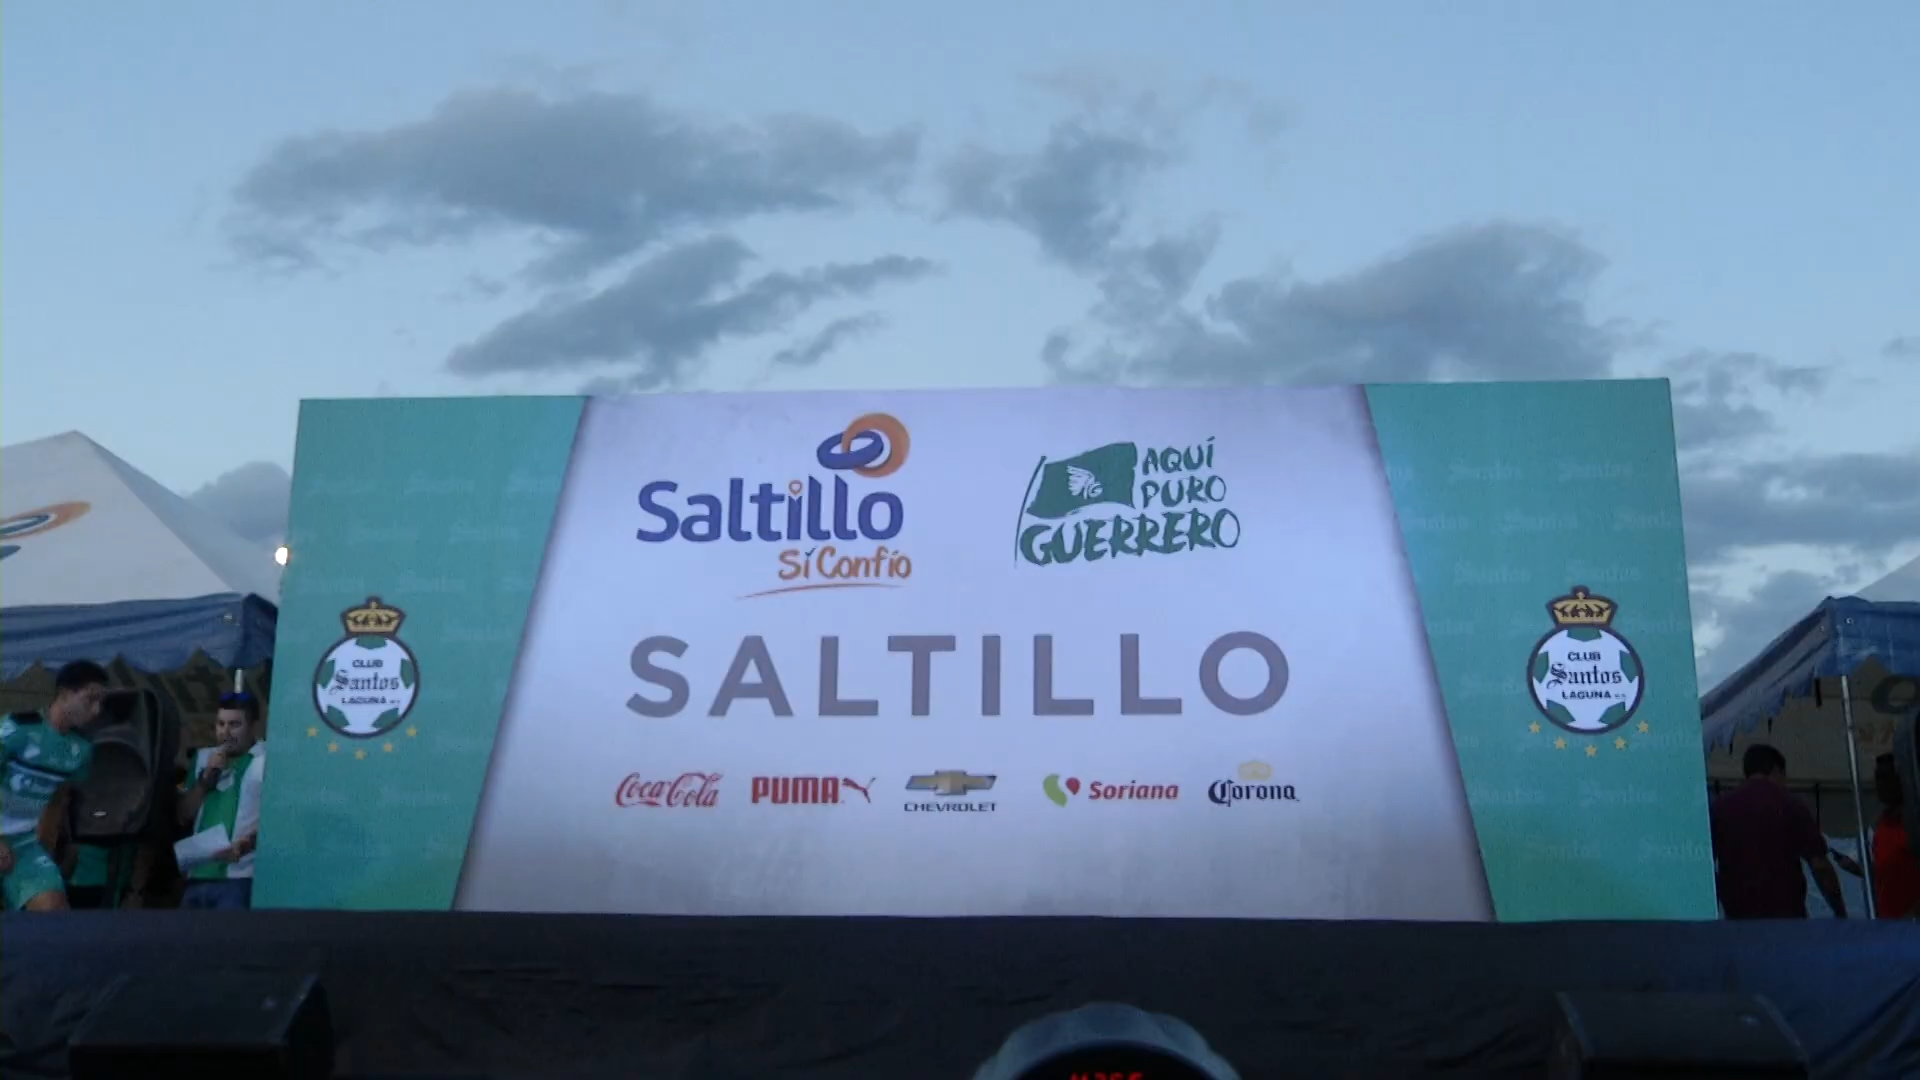 Saltillo
Sí Confío
AQUÍ
PURO
GUERRERO
CLUB
Santos
LAGUNA
SALTILLO
CLUB
Santos
LAGUNA
Coca-Cola
PUMA
CHEVROLET
Soriana
Corona